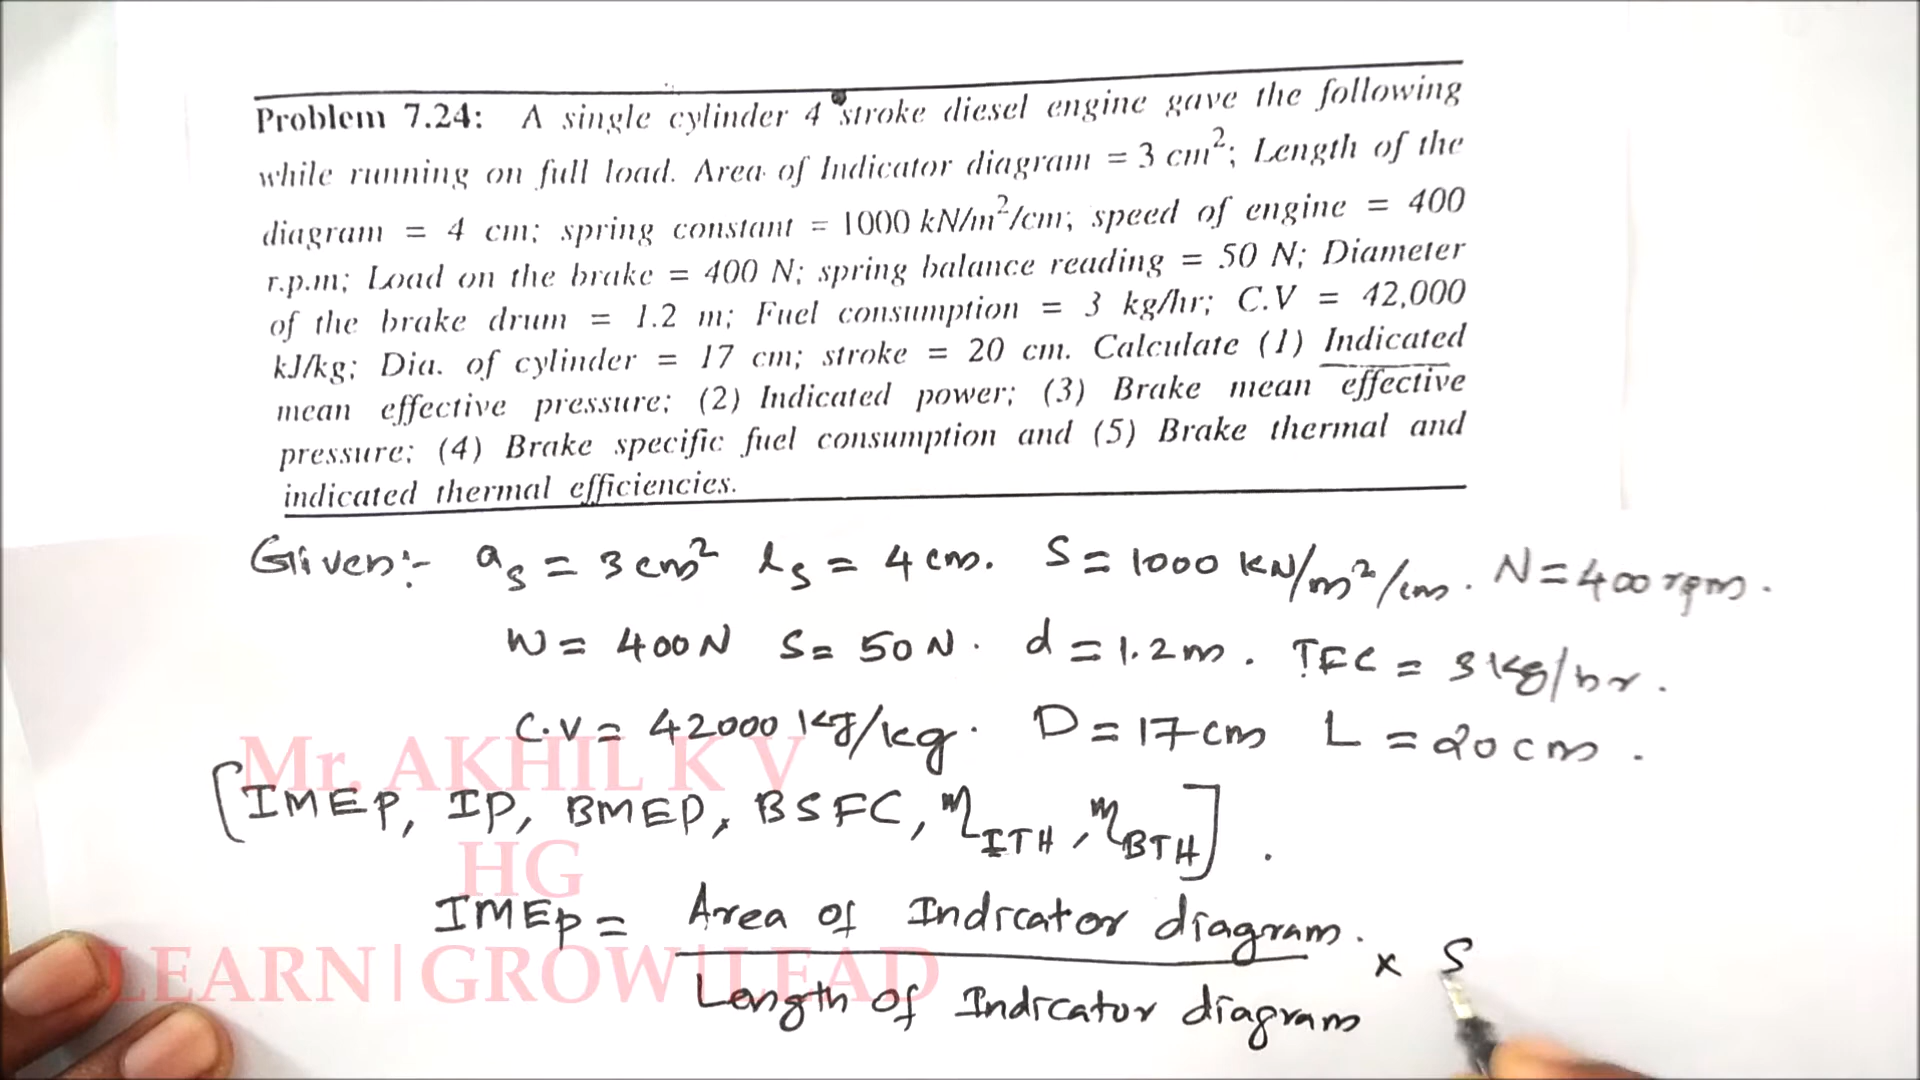 Problem 7.24: A single cylinder 4 stroke diesel engine gave the following
while running on full load. Area of Indicator diagram = 3 cm²; Length of the
diagram = 4 cm; spring constant = 1000 kN/m²/cm; speed of engine = 400
r.p.m; Load on the brake = 400 N; spring balance reading = 50 N; Diameter
of the brake drum = 1.2 m; Fuel consumption = 3 kg/hr; C.V = 42,000
kJ/kg; Dia. of cylinder = 17 cm; stroke = 20 cm. Calculate (1) Indicated
mean effective pressure; (2) Indicated power; (3) Brake mean effective
pressure; (4) Brake specific fuel consumption and (5) Brake thermal and
indicated thermal efficiencies.
Given:- a_s = 3 cm² l_s = 4 cm. S = 1000 kN/m²/cm. N = 400 rpm.
W = 400 N S = 50 N. d = 1.2 m. TFC = 3 kg/hr.
C.V = 42000 kJ/kg. D = 17 cm L = 20 cm.
Mr. AKHIL K V
[IMEP, IP, BMEP, BSFC, η_ITH, η_BTH].
HG
IMEp = Area of Indicator diagram. × S
LEARN | GROW | LEAD
Length of Indicator diagram